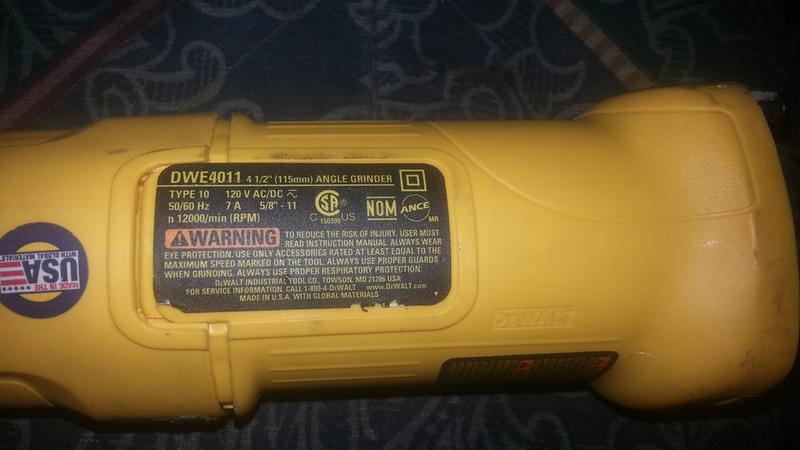 DWE4011 4 1/2" (115mm) ANGLE GRINDER
TYPE 10 120 V AC/DC
50/60 Hz 7 A 5/8" - 11
n 12000/min (RPM)
SA
C US
150396
NOM
ANCE
MR
WARNING TO REDUCE THE RISK OF INJURY, USER MUST
READ INSTRUCTION MANUAL. ALWAYS WEAR
EYE PROTECTION. USE ONLY ACCESSORIES RATED AT LEAST EQUAL TO THE
MAXIMUM SPEED MARKED ON THE TOOL. ALWAYS USE PROPER GUARDS
WHEN GRINDING. ALWAYS USE PROPER RESPIRATORY PROTECTION.
DEWALT INDUSTRIAL TOOL CO., TOWSON, MD 21286 USA
FOR SERVICE INFORMATION, CALL 1-800-4-DEWALT www.DEWALT.com
MADE IN U.S.A. WITH GLOBAL MATERIALS
MADE IN THE
USA
WITH GLOBAL MATERIALS
DEWALT